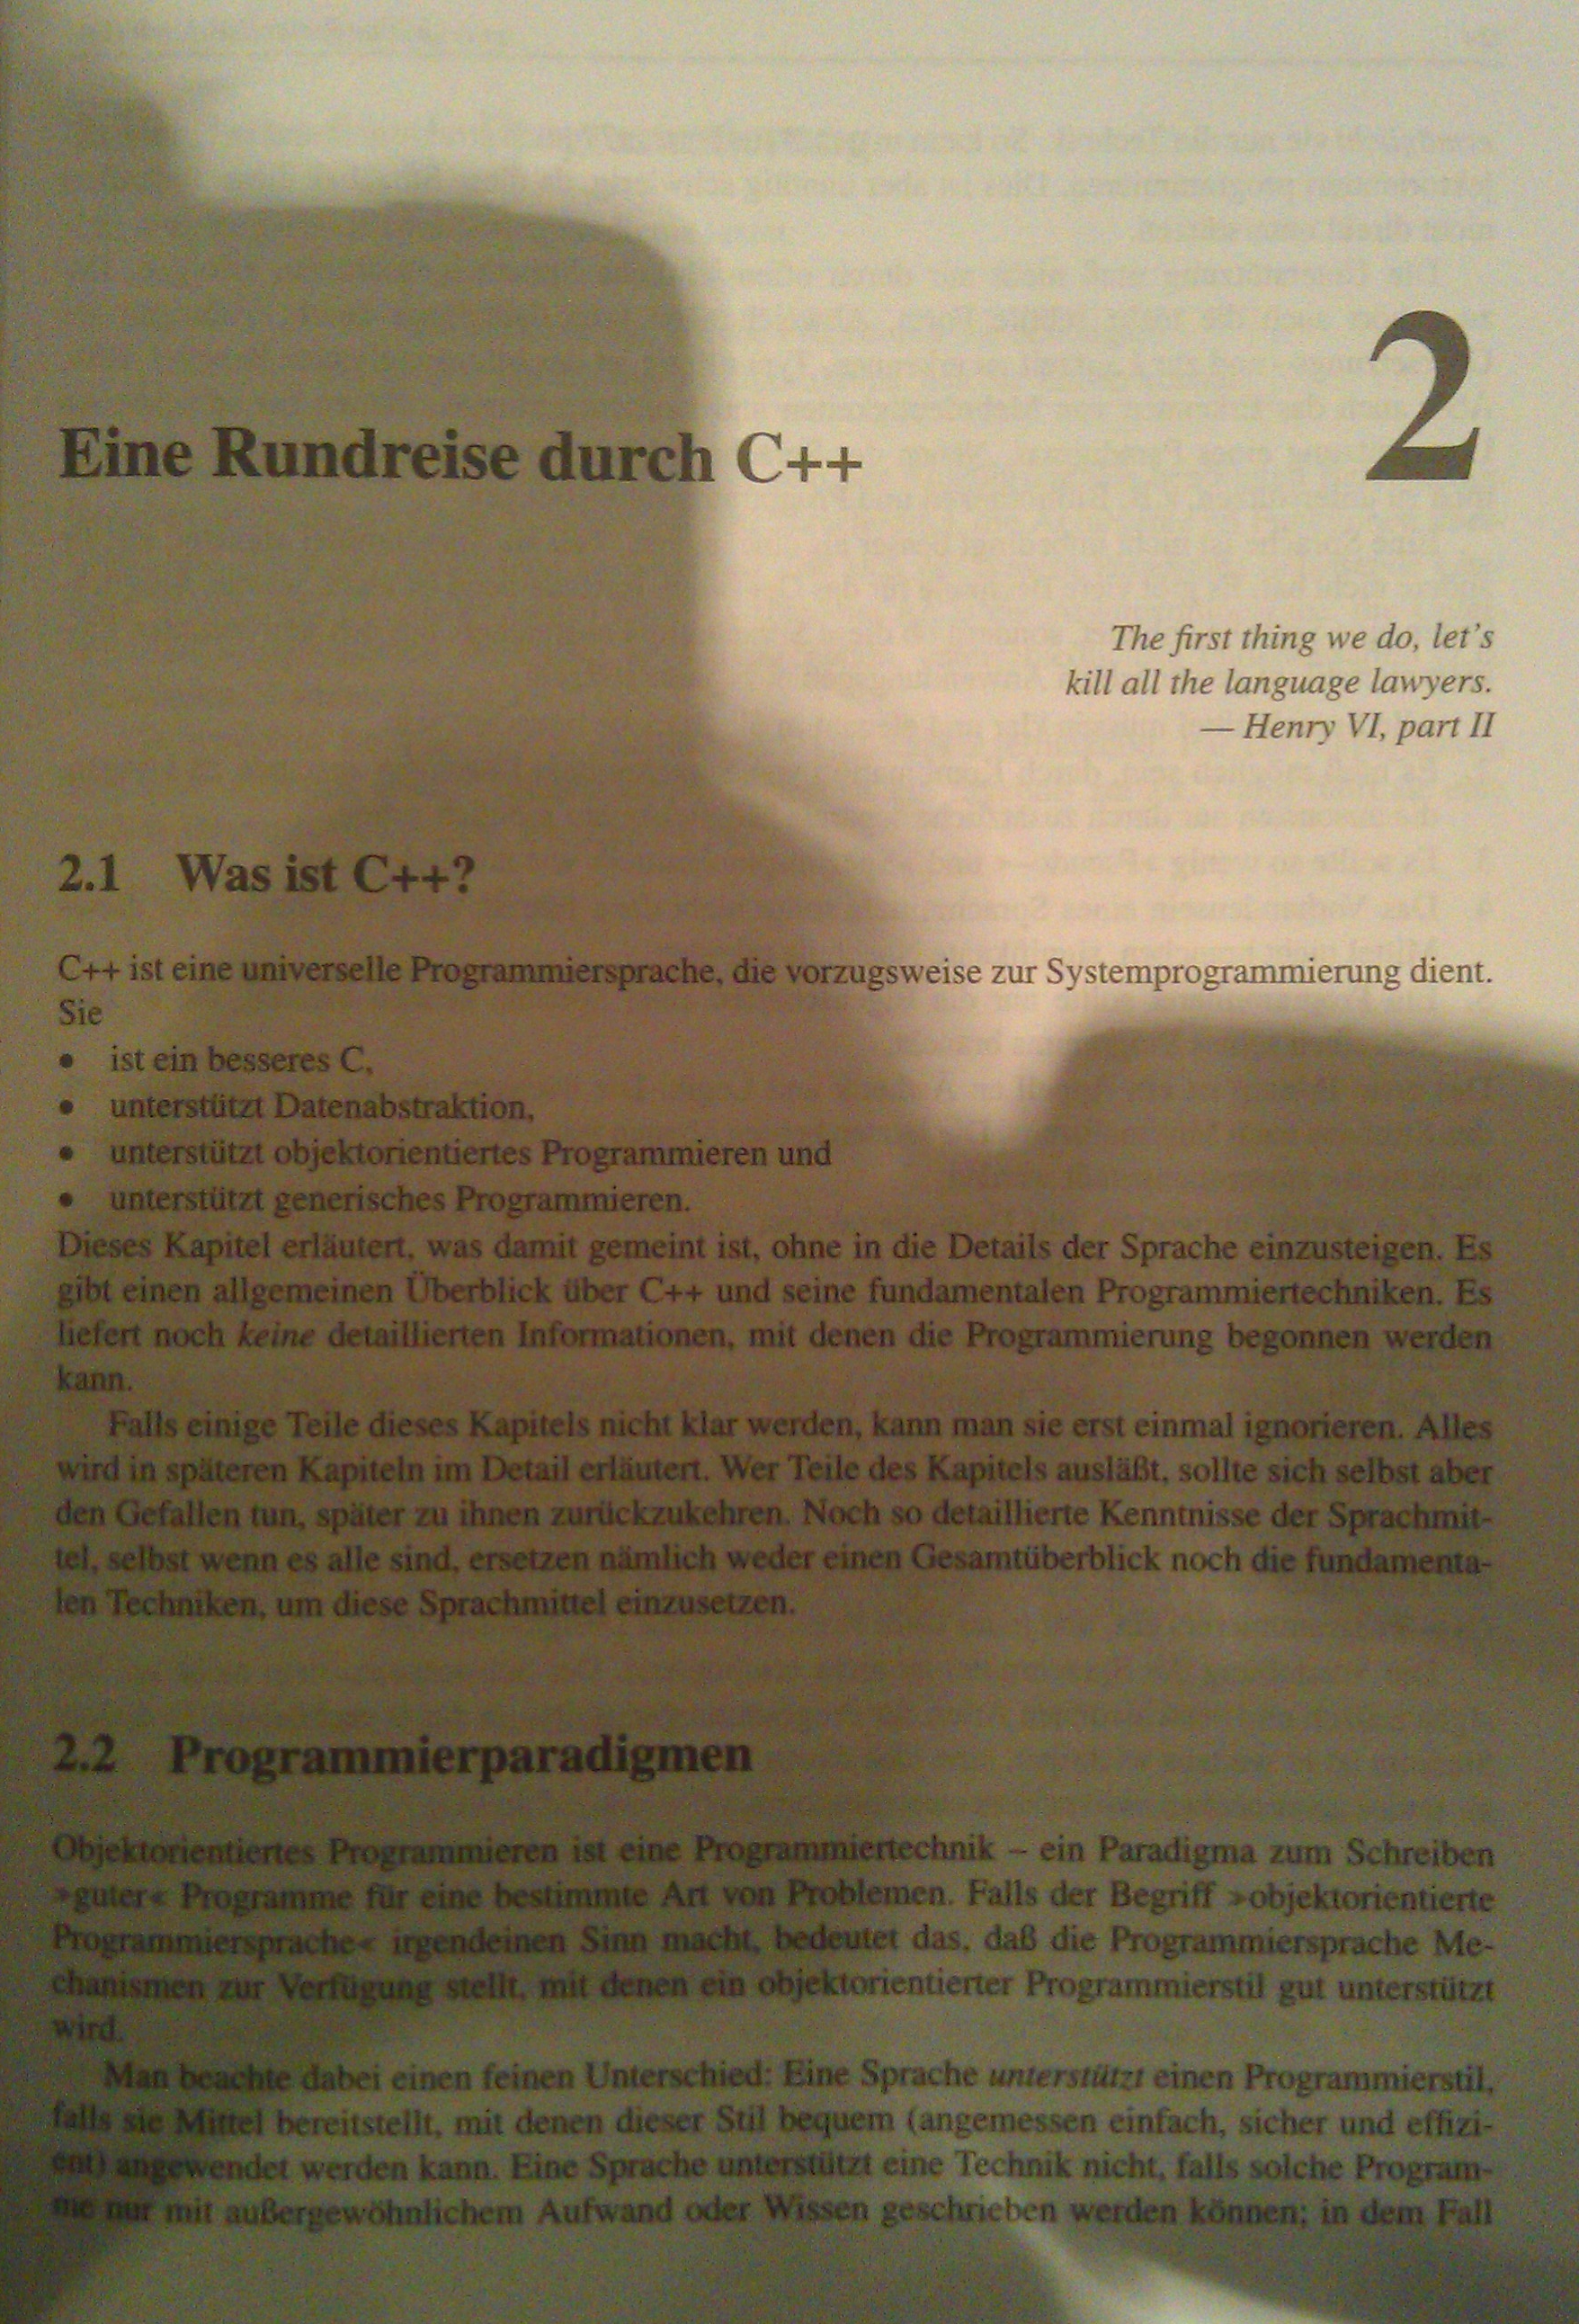 2
Eine Rundreise durch C++
The first thing we do, let's
kill all the language lawyers.
— Henry VI, part II
2.1 Was ist C++?
C++ ist eine universelle Programmiersprache, die vorzugsweise zur Systemprogrammierung dient.
Sie
• ist ein besseres C,
• unterstützt Datenabstraktion,
• unterstützt objektorientiertes Programmieren und
• unterstützt generisches Programmieren.
Dieses Kapitel erläutert, was damit gemeint ist, ohne in die Details der Sprache einzusteigen. Es
gibt einen allgemeinen Überblick über C++ und seine fundamentalen Programmiertechniken. Es
liefert noch keine detaillierten Informationen, mit denen die Programmierung begonnen werden
kann.
Falls einige Teile dieses Kapitels nicht klar werden, kann man sie erst einmal ignorieren. Alles
wird in späteren Kapiteln im Detail erläutert. Wer Teile des Kapitels ausläßt, sollte sich selbst aber
den Gefallen tun, später zu ihnen zurückzukehren. Noch so detaillierte Kenntnisse der Sprachmit-
tel, selbst wenn es alle sind, ersetzen nämlich weder einen Gesamtüberblick noch die fundamenta-
len Techniken, um diese Sprachmittel einzusetzen.
2.2 Programmierparadigmen
Objektorientiertes Programmieren ist eine Programmiertechnik – ein Paradigma zum Schreiben
»guter« Programme für eine bestimmte Art von Problemen. Falls der Begriff »objektorientierte
Programmiersprache« irgendeinen Sinn macht, bedeutet das, daß die Programmiersprache Me-
chanismen zur Verfügung stellt, mit denen ein objektorientierter Programmierstil gut unterstützt
wird.
Man beachte dabei einen feinen Unterschied: Eine Sprache unterstützt einen Programmierstil,
falls sie Mittel bereitstellt, mit denen dieser Stil bequem (angemessen einfach, sicher und effizi-
ent) angewendet werden kann. Eine Sprache unterstützt eine Technik nicht, falls solche Program-
me nur mit außergewöhnlichem Aufwand oder Wissen geschrieben werden können; in dem Fall